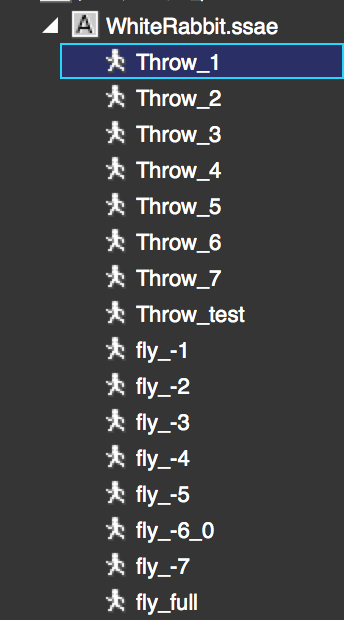 A WhiteRabbit.ssae
Throw_1
Throw_2
Throw_3
Throw_4
Throw_5
Throw_6
Throw_7
Throw_test
fly_-1
fly_-2
fly_-3
fly_-4
fly_-5
fly_-6_0
fly_-7
fly_full